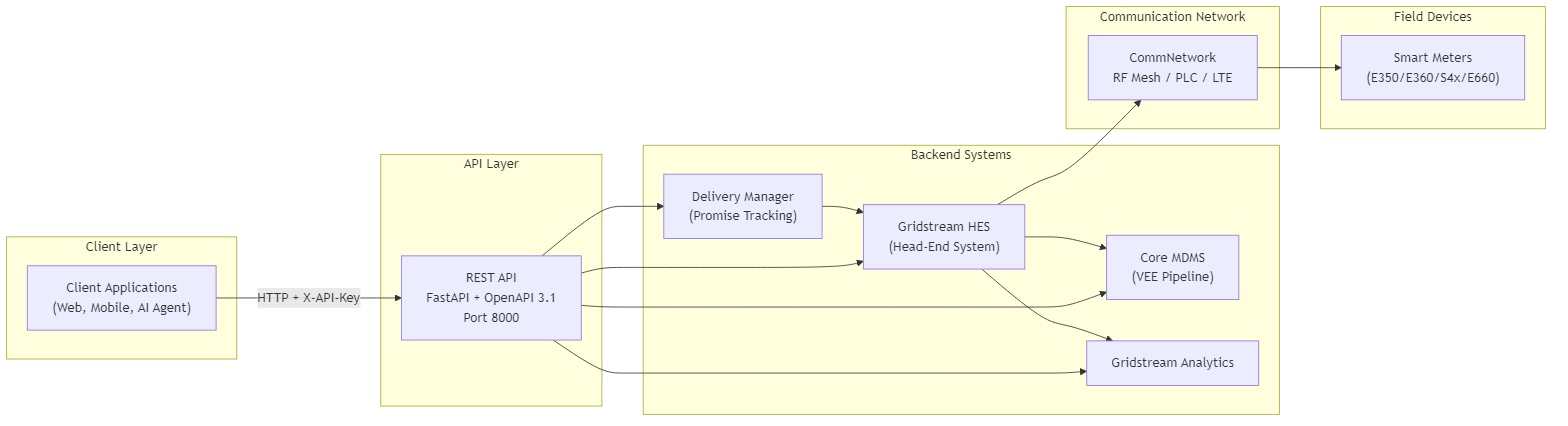 Client Layer
Client Applications
(Web, Mobile, AI Agent)
HTTP + X-API-Key
API Layer
REST API
FastAPI + OpenAPI 3.1
Port 8000
Backend Systems
Delivery Manager
(Promise Tracking)
Gridstream HES
(Head-End System)
Core MDMS
(VEE Pipeline)
Gridstream Analytics
Communication Network
CommNetwork
RF Mesh / PLC / LTE
Field Devices
Smart Meters
(E350/E360/S4x/E660)